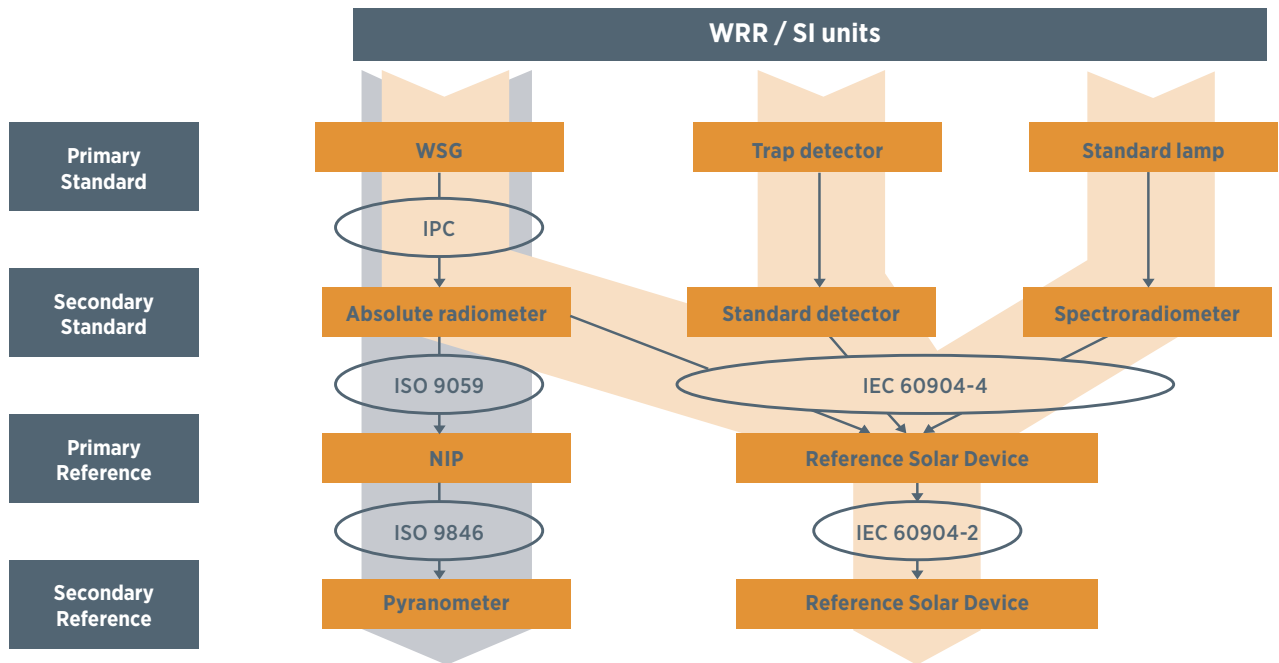 WRR / SI units
Primary
Standard
WSG
Trap detector
Standard lamp
IPC
Secondary
Standard
Absolute radiometer
Standard detector
Spectroradiometer
ISO 9059
IEC 60904-4
Primary
Reference
NIP
Reference Solar Device
ISO 9846
IEC 60904-2
Secondary
Reference
Pyranometer
Reference Solar Device